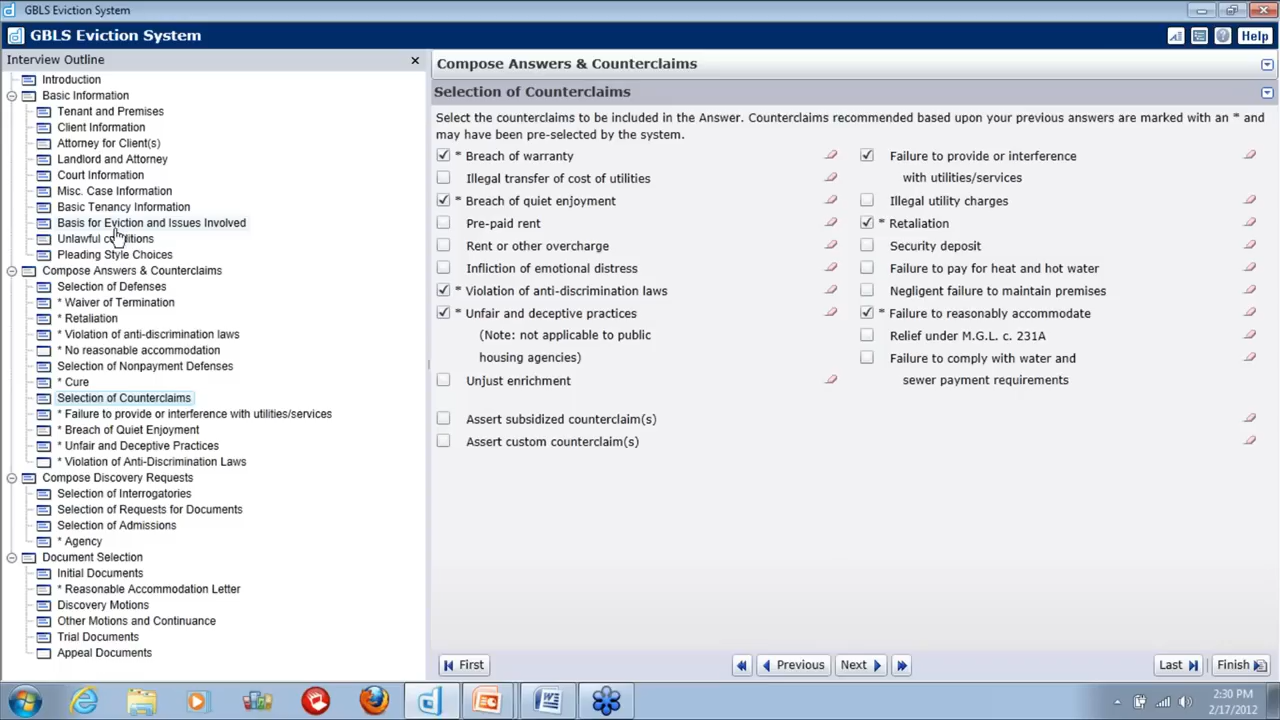 GBLS Eviction System
GBLS Eviction System
Help
Interview Outline
Introduction
Basic Information
Tenant and Premises
Client Information
Attorney for Client(s)
Landlord and Attorney
Court Information
Misc. Case Information
Basic Tenancy Information
Basis for Eviction and Issues Involved
Unlawful conditions
Pleading Style Choices
Compose Answers & Counterclaims
Selection of Defenses
* Waiver of Termination
* Retaliation
* Violation of anti-discrimination laws
* No reasonable accommodation
Selection of Nonpayment Defenses
* Cure
Selection of Counterclaims
* Failure to provide or interference with utilities/services
* Breach of Quiet Enjoyment
* Unfair and Deceptive Practices
* Violation of Anti-Discrimination Laws
Compose Discovery Requests
Selection of Interrogatories
Selection of Requests for Documents
Selection of Admissions
* Agency
Document Selection
Initial Documents
* Reasonable Accommodation Letter
Discovery Motions
Other Motions and Continuance
Trial Documents
Appeal Documents
Compose Answers & Counterclaims
Selection of Counterclaims
Select the counterclaims to be included in the Answer. Counterclaims recommended based upon your previous answers are marked with an * and
may have been pre-selected by the system.
* Breach of warranty
Illegal transfer of cost of utilities
* Breach of quiet enjoyment
Pre-paid rent
Rent or other overcharge
Infliction of emotional distress
* Violation of anti-discrimination laws
* Unfair and deceptive practices
(Note: not applicable to public
housing agencies)
Unjust enrichment
Assert subsidized counterclaim(s)
Assert custom counterclaim(s)
Failure to provide or interference
with utilities/services
Illegal utility charges
* Retaliation
Security deposit
Failure to pay for heat and hot water
Negligent failure to maintain premises
* Failure to reasonably accommodate
Relief under M.G.L. c. 231A
Failure to comply with water and
sewer payment requirements
First
Previous
Next
Last
Finish
2:30 PM
2/17/2012